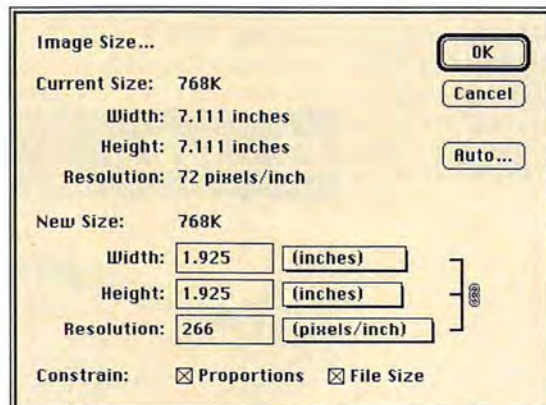 Image Size...
OK
Current Size: 768K
Cancel
Width: 7.111 inches
Height: 7.111 inches
Auto...
Resolution: 72 pixels/inch
New Size: 768K
Width: 1.925 (inches)
Height: 1.925 (inches)
Resolution: 266 (pixels/inch)
Constrain: Proportions File Size